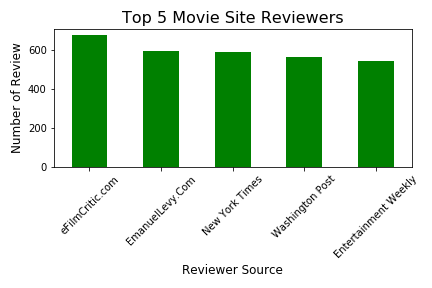 Top 5 Movie Site Reviewers
Number of Review
600
400
200
0
eFilmCritic.com
EmanuelLevy.Com
New York Times
Washington Post
Entertainment Weekly
Reviewer Source